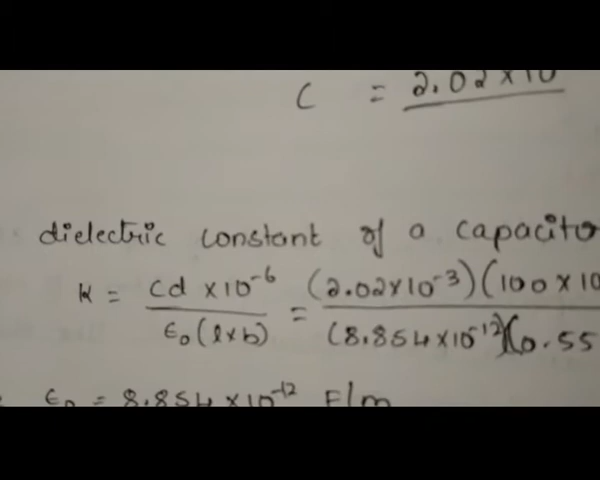 C = 2.02×10
dielectric constant of a capacito
K = Cd ×10⁻⁶ / ϵ₀(l×b) = (2.02×10⁻³)(100×10 / (8.854×10⁻¹²)(0.55
ϵ₀ = 8.854×10⁻¹² F/m